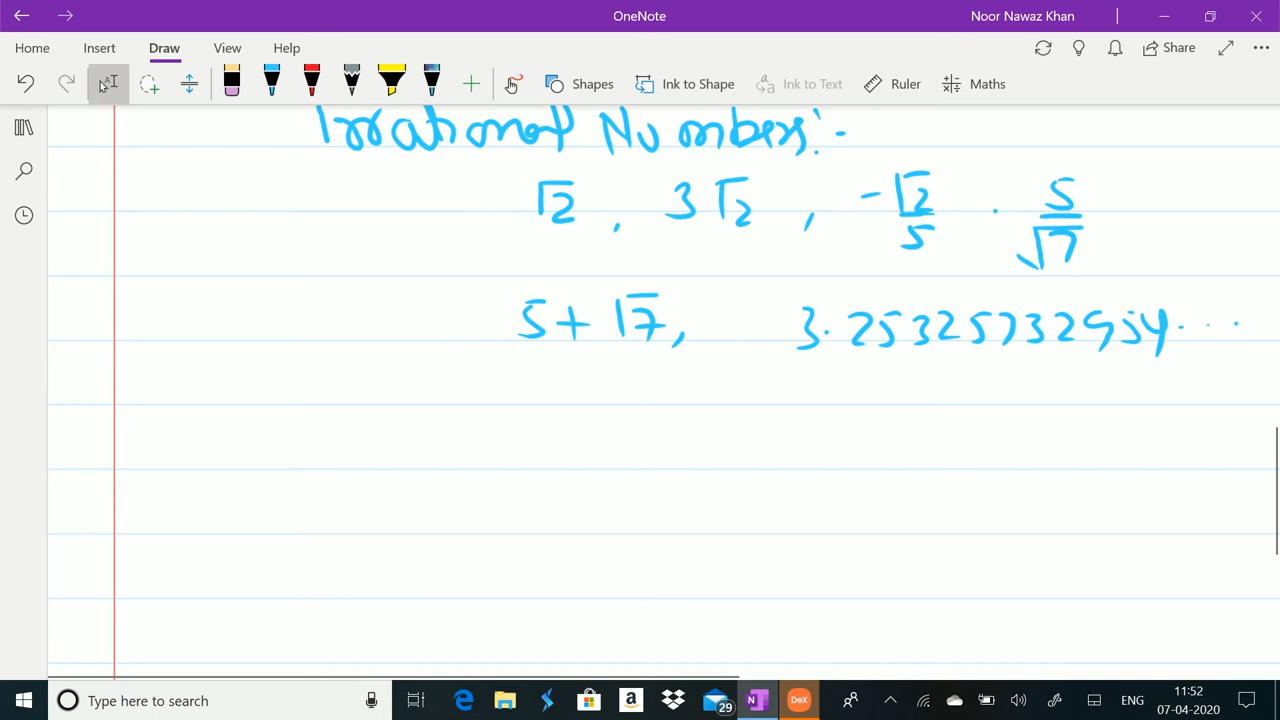 OneNote
Noor Nawaz Khan
Home Insert Draw View Help
Share
Shapes Ink to Shape Ink to Text Ruler Maths
Irrational Numbers:-
√2 , 3√2 , -√2/5 . 5/√7
5+√7, 3.25325732954...
Type here to search
29
ENG
11:52
07-04-2020